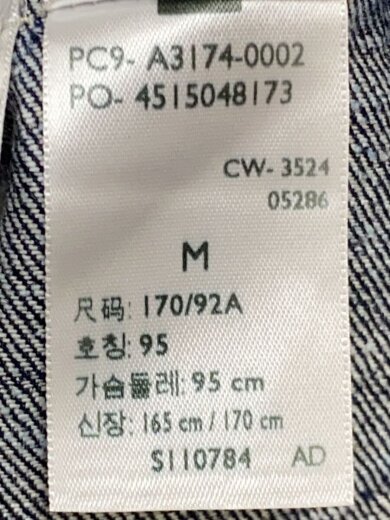 PC9- A3174-0002
PO- 4515048173
CW- 3524
05286
M
尺码: 170/92A
호칭: 95
가슴둘레: 95 cm
신장: 165 cm / 170 cm
S110784 AD